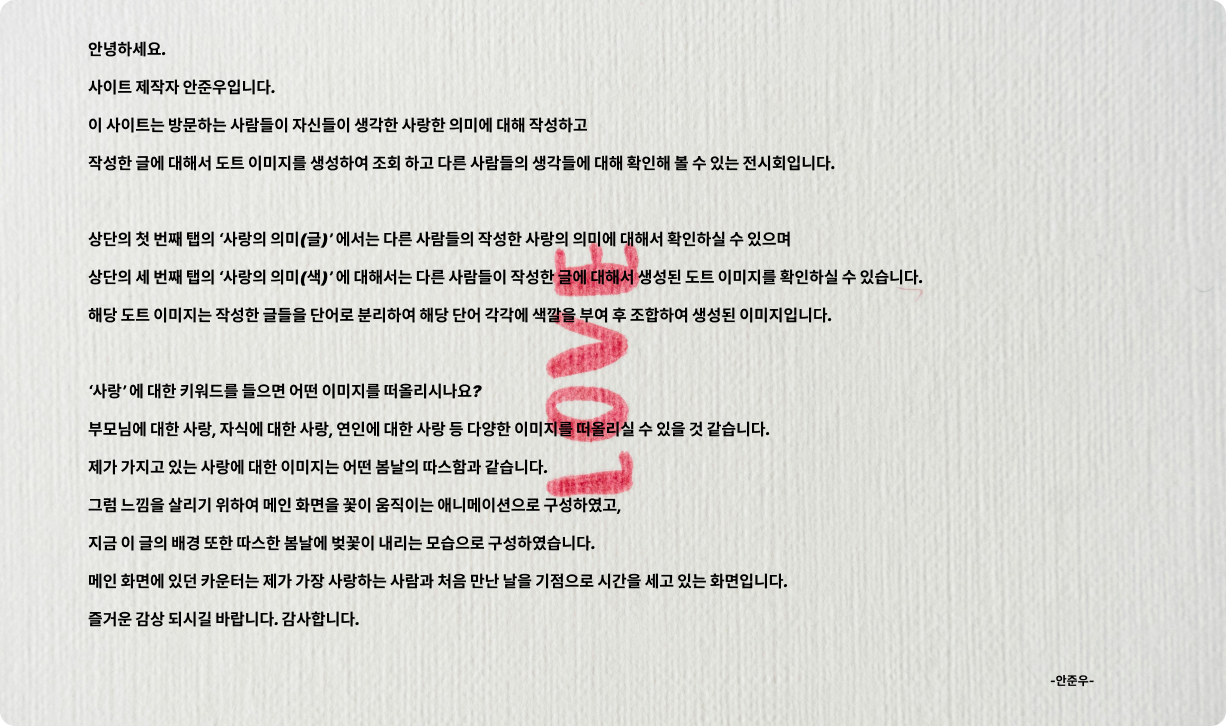 안녕하세요.
사이트 제작자 안준우입니다.
이 사이트는 방문하는 사람들이 자신들이 생각한 사랑한 의미에 대해 작성하고
작성한 글에 대해서 도트 이미지를 생성하여 조회 하고 다른 사람들의 생각들에 대해 확인해 볼 수 있는 전시회입니다.
상단의 첫 번째 탭의 ‘사랑의 의미(글)’ 에서는 다른 사람들의 작성한 사랑의 의미에 대해서 확인하실 수 있으며
상단의 세 번째 탭의 ‘사랑의 의미(색)’ 에 대해서는 다른 사람들이 작성한 글에 대해서 생성된 도트 이미지를 확인하실 수 있습니다.
해당 도트 이미지는 작성한 글들을 단어로 분리하여 해당 단어 각각에 색깔을 부여 후 조합하여 생성된 이미지입니다.
‘사랑’ 에 대한 키워드를 들으면 어떤 이미지를 떠올리시나요?
부모님에 대한 사랑, 자식에 대한 사랑, 연인에 대한 사랑 등 다양한 이미지를 떠올리실 수 있을 것 같습니다.
제가 가지고 있는 사랑에 대한 이미지는 어떤 봄날의 따스함과 같습니다.
그럼 느낌을 살리기 위하여 메인 화면을 꽃이 움직이는 애니메이션으로 구성하였고,
지금 이 글의 배경 또한 따스한 봄날에 벚꽃이 내리는 모습으로 구성하였습니다.
메인 화면에 있던 카운터는 제가 가장 사랑하는 사람과 처음 만난 날을 기점으로 시간을 세고 있는 화면입니다.
즐거운 감상 되시길 바랍니다. 감사합니다.
-안준우-
LOVE